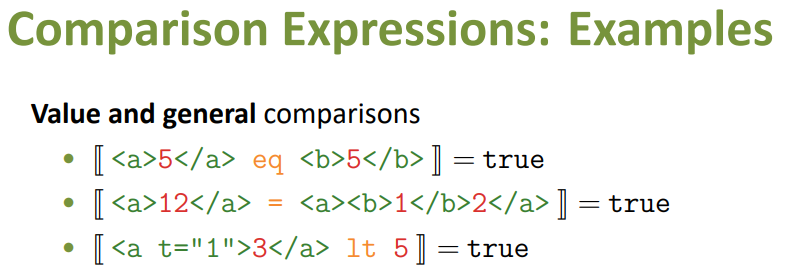 Comparison Expressions: Examples
Value and general comparisons
• ⟦<a>5</a> eq <b>5</b>⟧ = true
• ⟦<a>12</a> = <a><b>1</b>2</a>⟧ = true
• ⟦<a t="1">3</a> lt 5⟧ = true